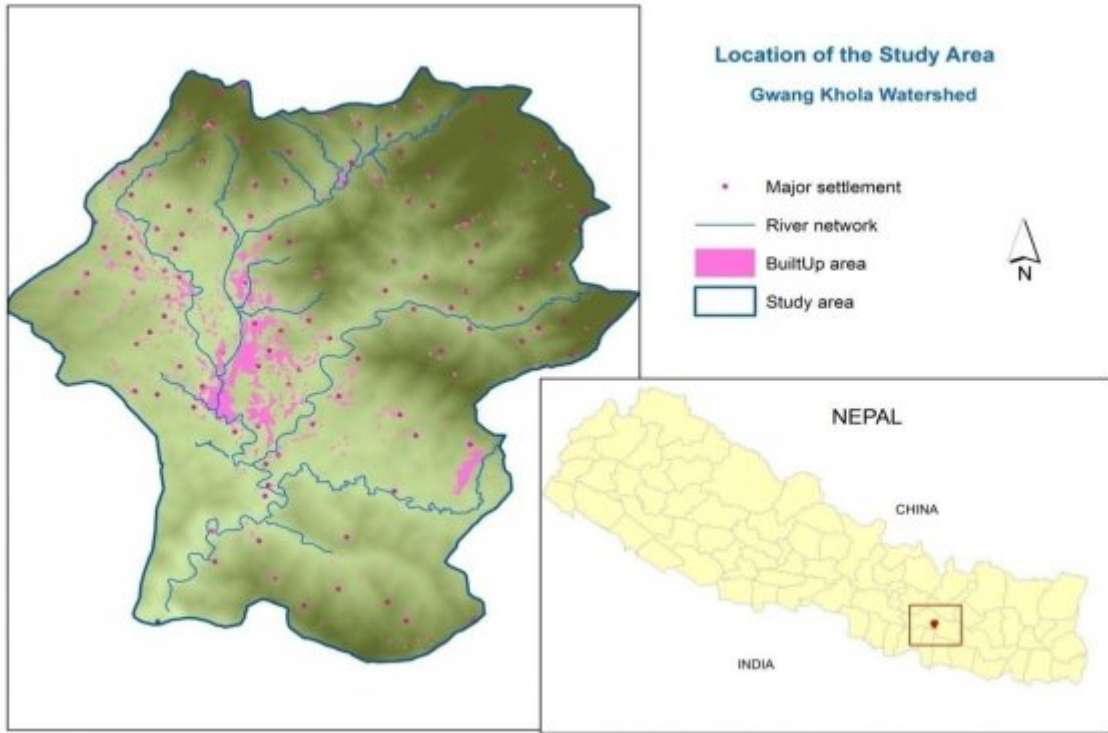 Location of the Study Area
Gwang Khola Watershed
Major settlement
River network
BuiltUp area
Study area
N
NEPAL
CHINA
INDIA